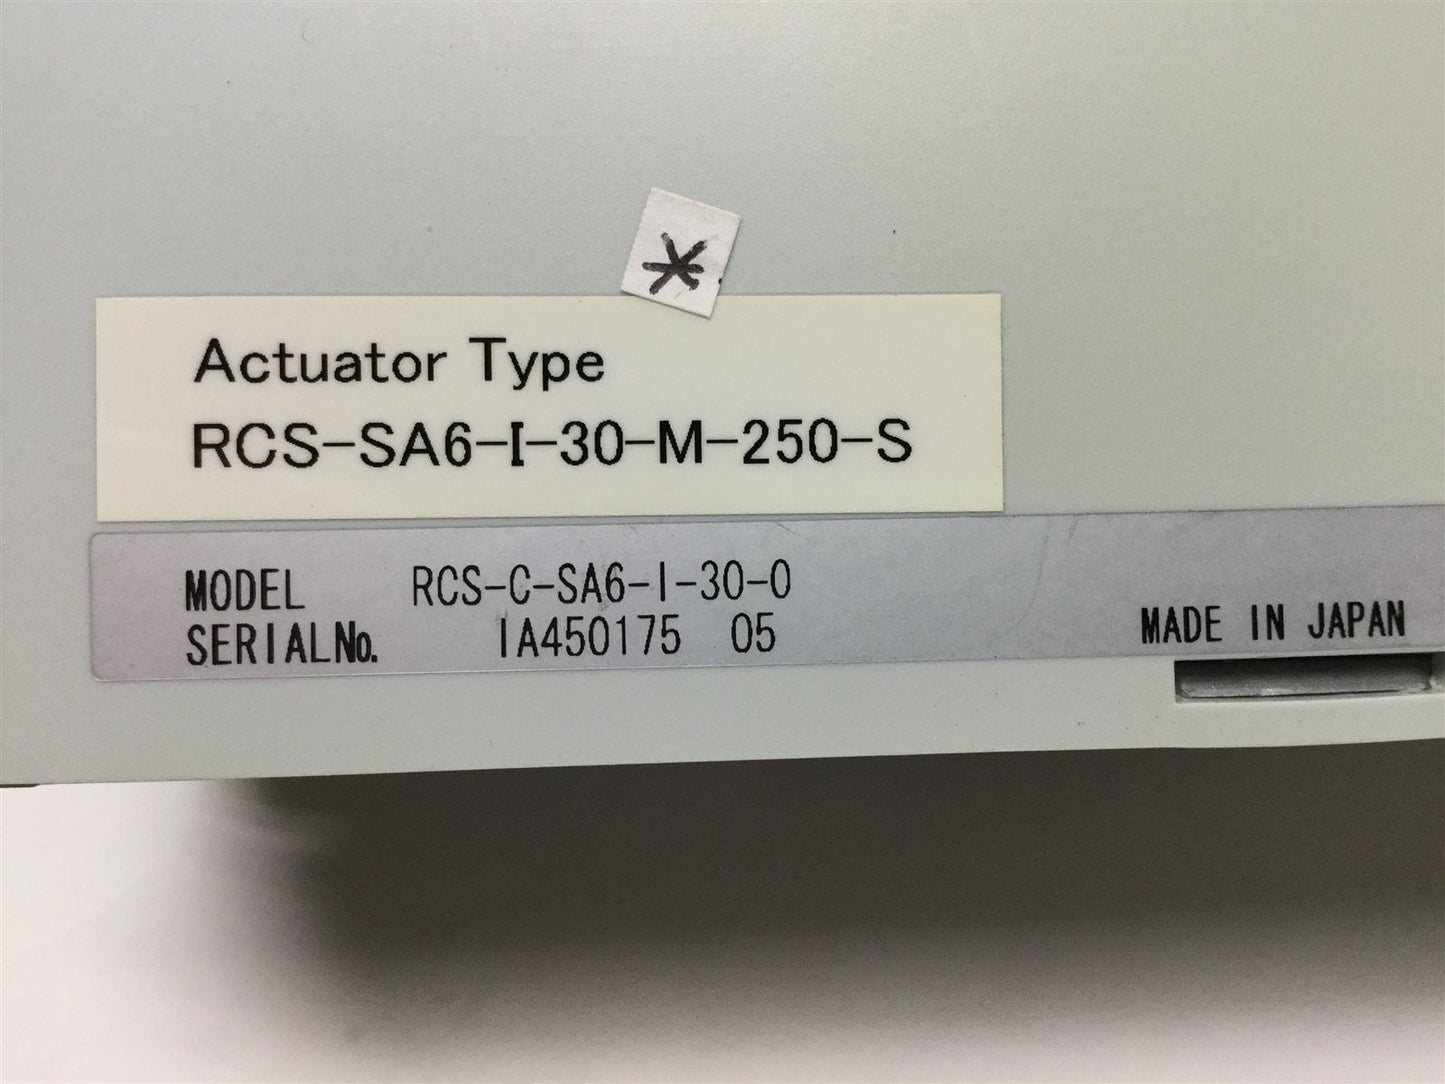 *
Actuator Type
RCS-SA6-I-30-M-250-S
MODEL RCS-C-SA6-I-30-0
SERIALNo. IA450175 05
MADE IN JAPAN